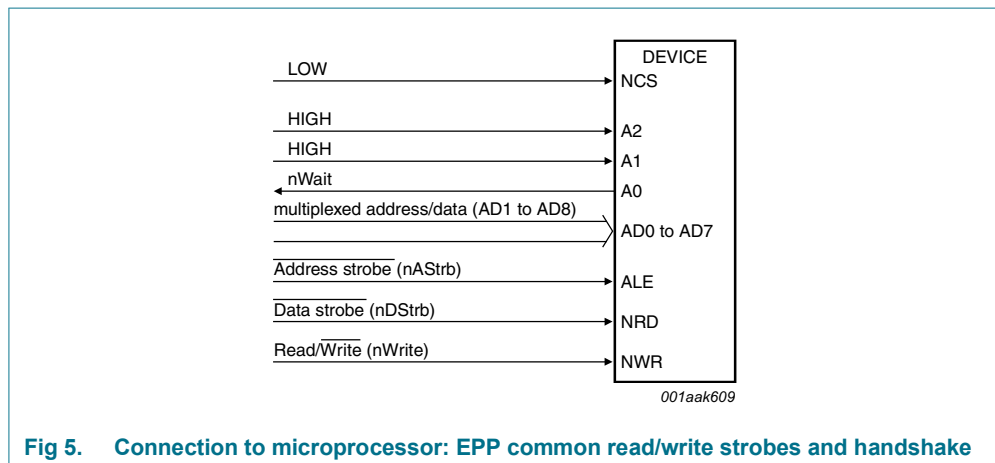 DEVICE
LOW
NCS
HIGH
A2
HIGH
A1
nWait
A0
multiplexed address/data (AD1 to AD8)
AD0 to AD7
Address strobe (nAStrb)
ALE
Data strobe (nDStrb)
NRD
Read/Write (nWrite)
NWR
001aak609
Fig 5. Connection to microprocessor: EPP common read/write strobes and handshake